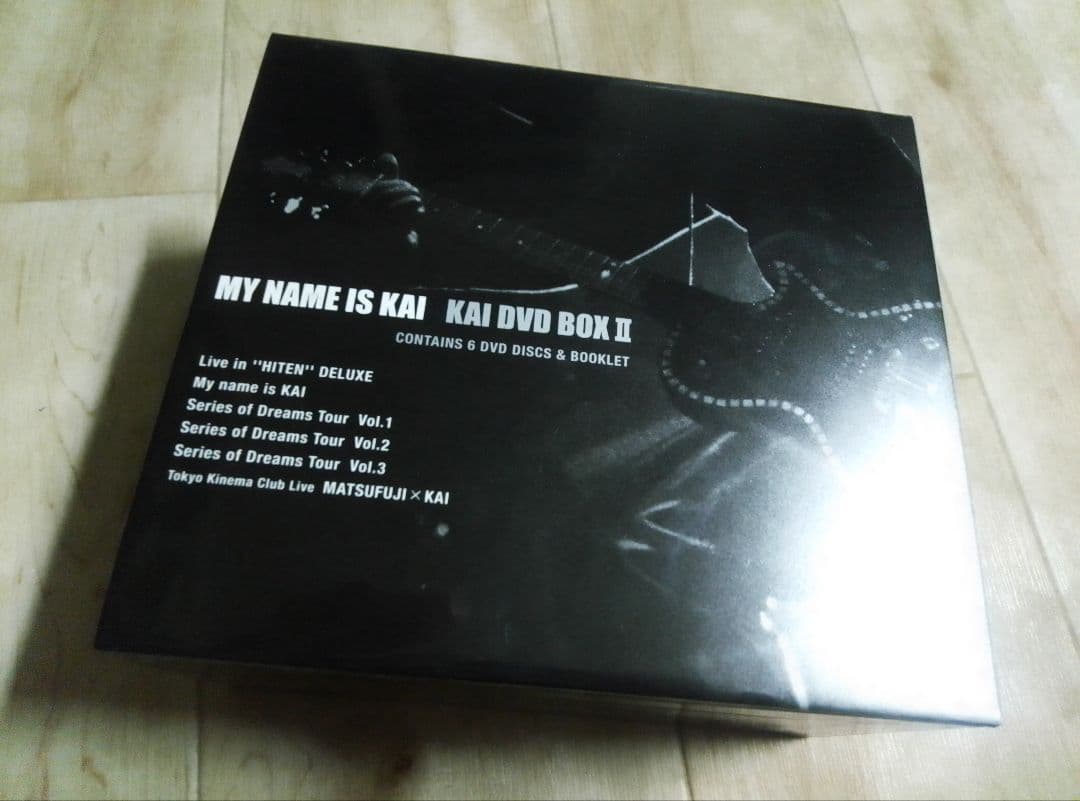 MY NAME IS KAI KAI DVD BOX II
CONTAINS 6 DVD DISCS & BOOKLET
Live in "HITEN" DELUXE
My name is KAI
Series of Dreams Tour Vol.1
Series of Dreams Tour Vol.2
Series of Dreams Tour Vol.3
Tokyo Kinema Club Live MATSUFUJI×KAI